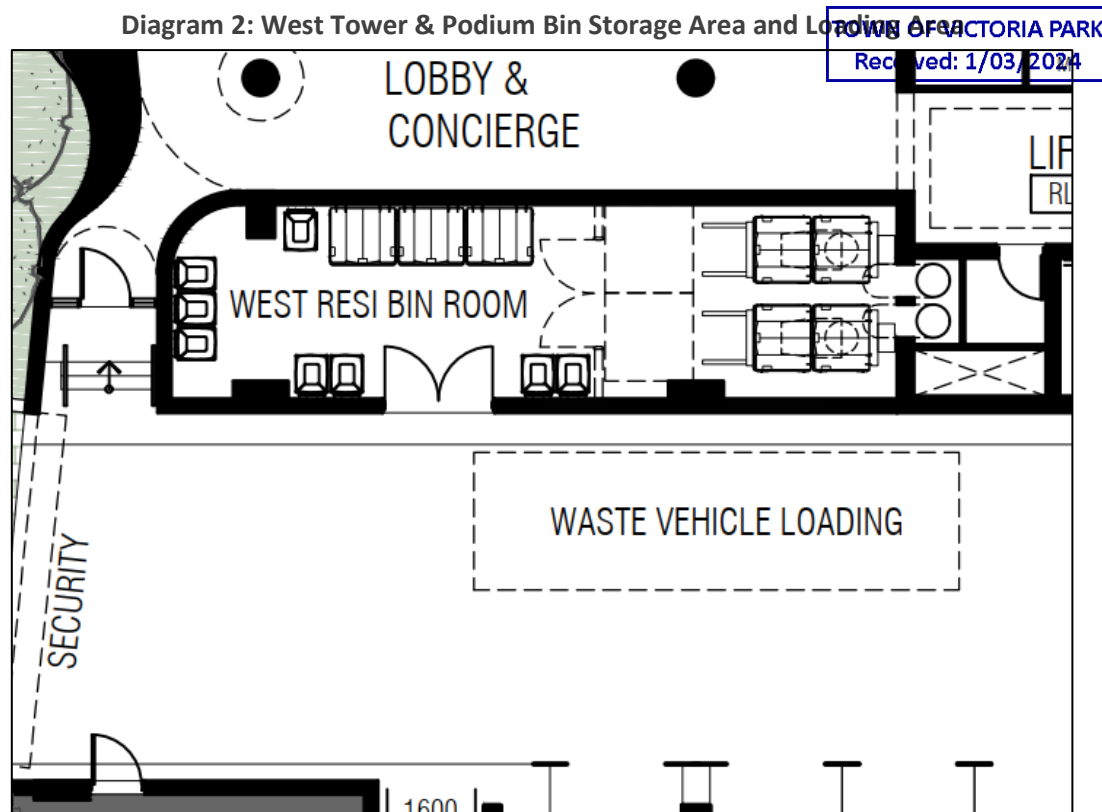 Diagram 2: West Tower & Podium Bin Storage Area and Loading Area
TOWN OF VICTORIA PARK
Received: 1/03/2024
LOBBY &
CONCIERGE
RL
WEST RESI BIN ROOM
WASTE VEHICLE LOADING
SECURITY
1600